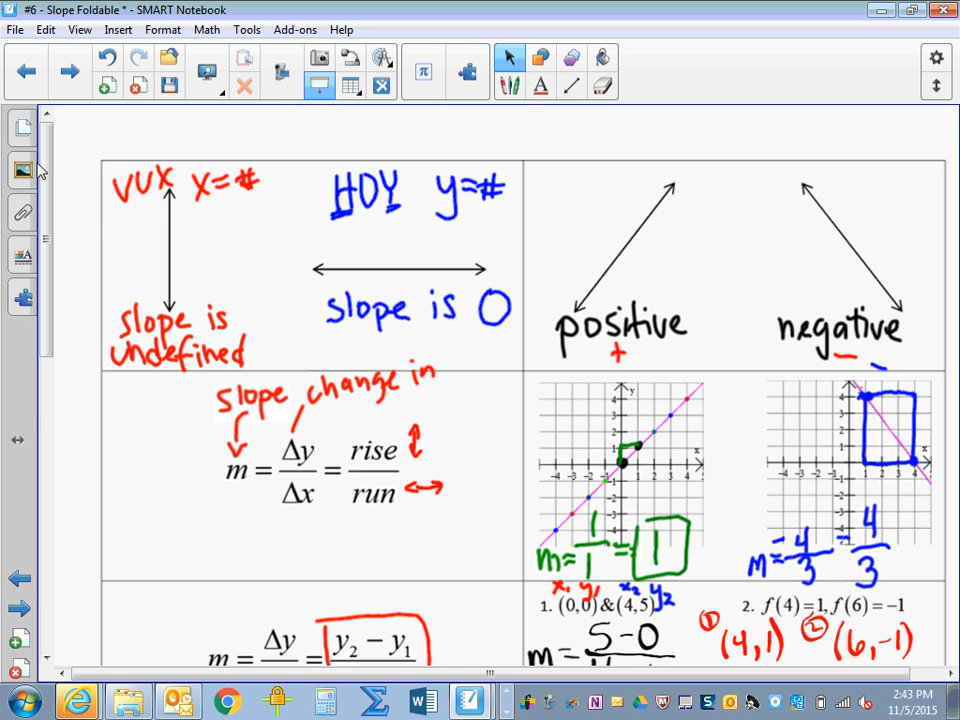 #6 - Slope Foldable * - SMART Notebook
File Edit View Insert Format Math Tools Add-ons Help
VUX X=#
HOY y=#
slope is undefined
slope is 0
positive
+
negative
−
slope change in
m = Δy/Δx = rise/run
m = 1/1 = 1
m = -4/3 = -4/3
x₁ y₁ x₂ y₂
1. (0,0) & (4,5)
2. f(4) = 1, f(6) = −1
m = Δy = y₂ − y₁
m = 5-0
① (4,1) ② (6,-1)
2:43 PM
11/5/2015